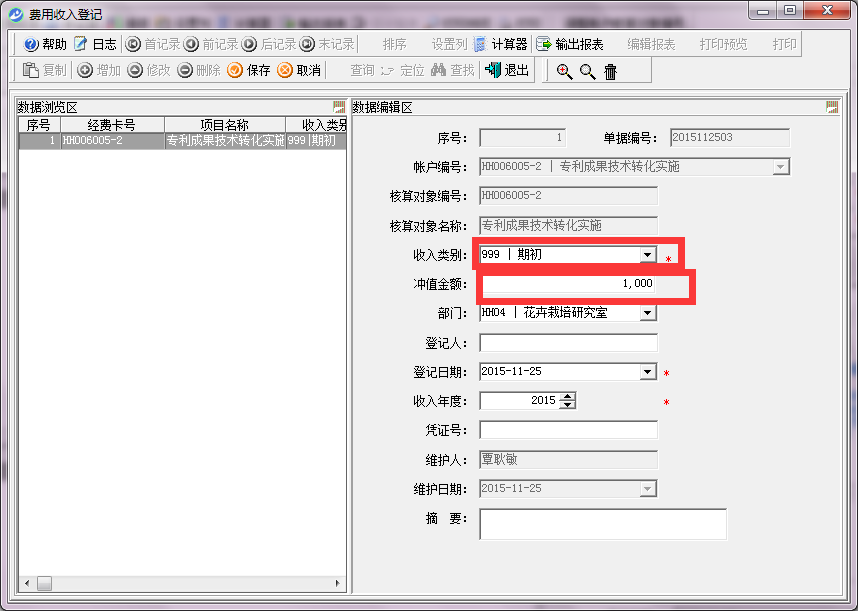 费用收入登记
帮助 日志 首记录 前记录 后记录 末记录 排序 设置列 计算器 输出报表 编辑报表 打印预览 打印
复制 增加 修改 删除 保存 取消 查询 定位 查找 退出
数据浏览区
序号 经费卡号 项目名称 收入类别
1 HH006005-2 专利成果技术转化实施 999|期初
数据编辑区
序号: 1 单据编号: 2015112503
帐户编号: HH006005-2 | 专利成果技术转化实施
核算对象编号: HH006005-2
核算对象名称: 专利成果技术转化实施
收入类别: 999 | 期初 *
冲值金额: 1,000
部门: HH04 | 花卉栽培研究室
登记人:
登记日期: 2015-11-25 *
收入年度: 2015 *
凭证号:
维护人: 覃耿敏
维护日期: 2015-11-25
摘 要: